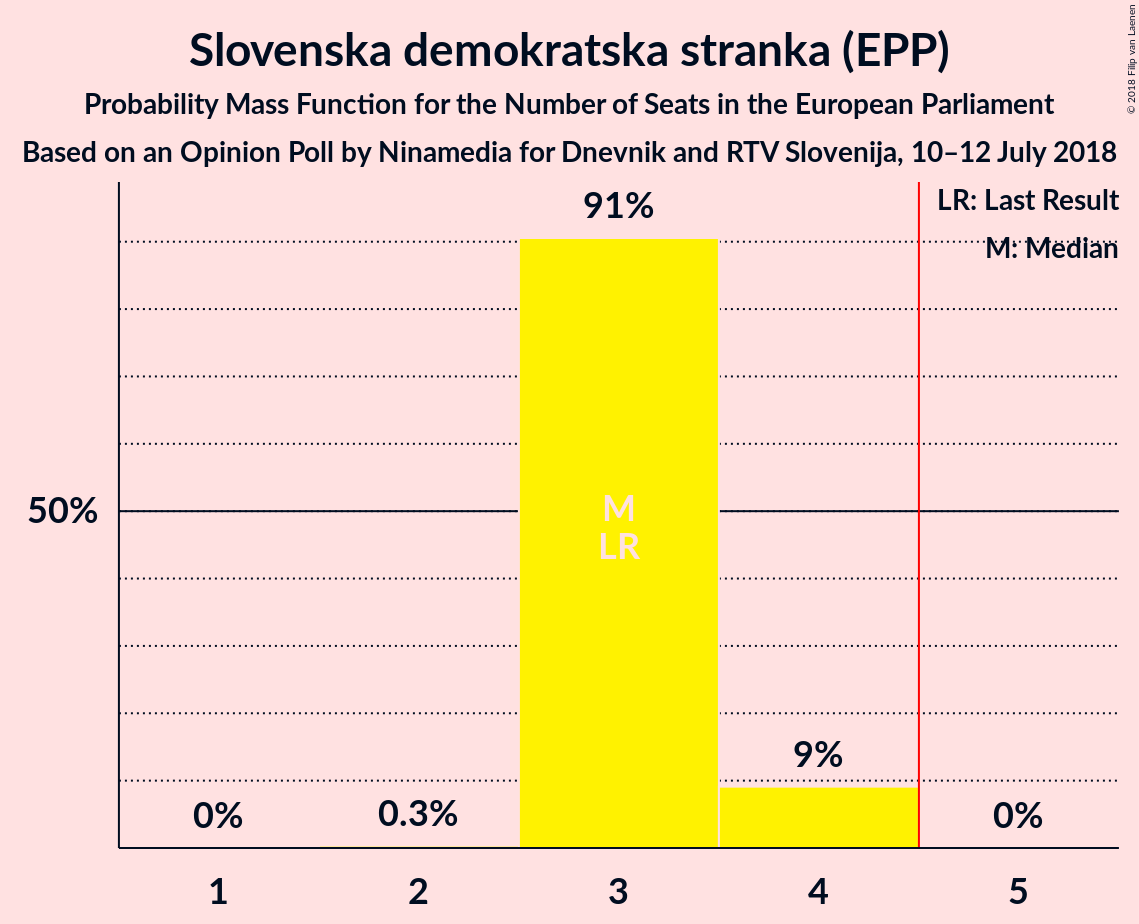 Slovenska demokratska stranka (EPP)
Probability Mass Function for the Number of Seats in the European Parliament
Based on an Opinion Poll by Ninamedia for Dnevnik and RTV Slovenija, 10–12 July 2018
© 2018 Filip van Laenen
LR: Last Result
M: Median
91%
50%
M
LR
9%
0%
0.3%
0%
1
2
3
4
5